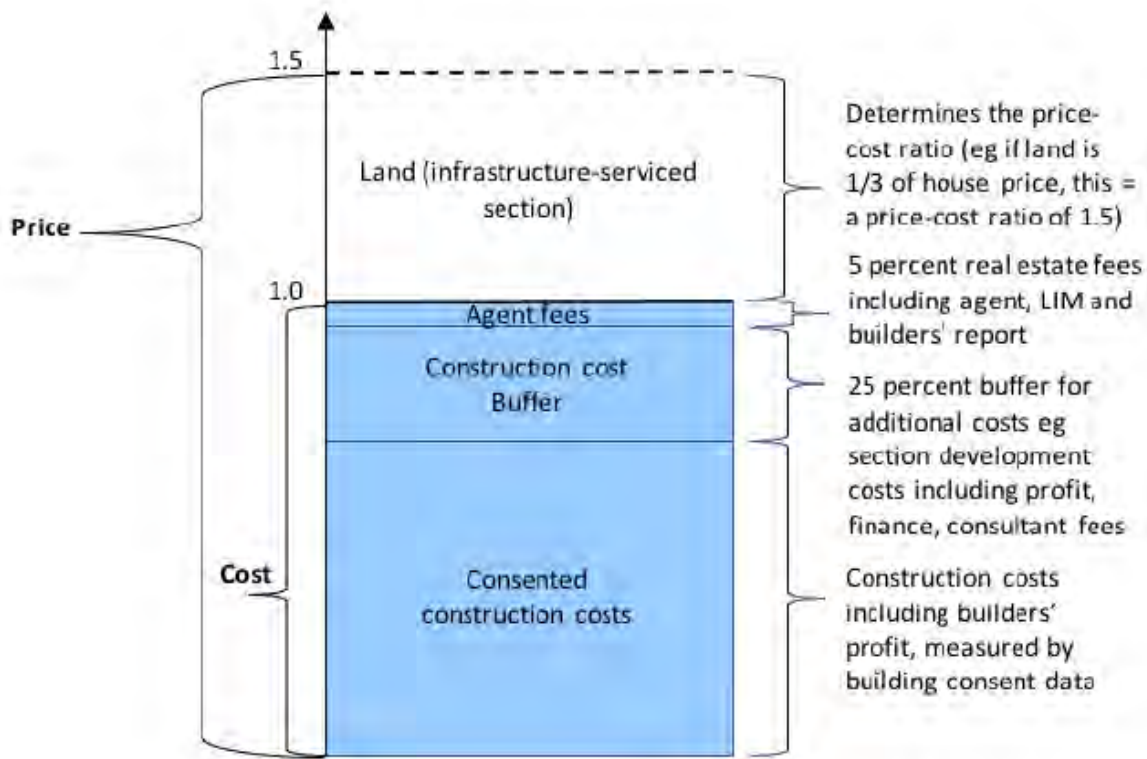 1.5
Land (infrastructure-serviced
section)
Price
1.0
Agent fees
Construction cost
Buffer
Cost
Consented
construction costs
Determines the price-
cost ratio (eg if land is
1/3 of house price, this =
a price-cost ratio of 1.5)
5 percent real estate fees
including agent, LIM and
builders' report
25 percent buffer for
additional costs eg
section development
costs including profit,
finance, consultant fees
Construction costs
including builders'
profit, measured by
building consent data